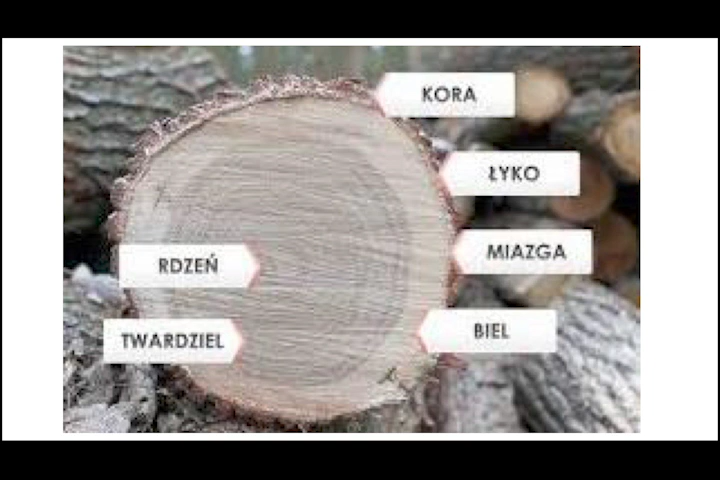 KORA
ŁYKO
MIAZGA
RDZEŃ
BIEL
TWARDZIEL